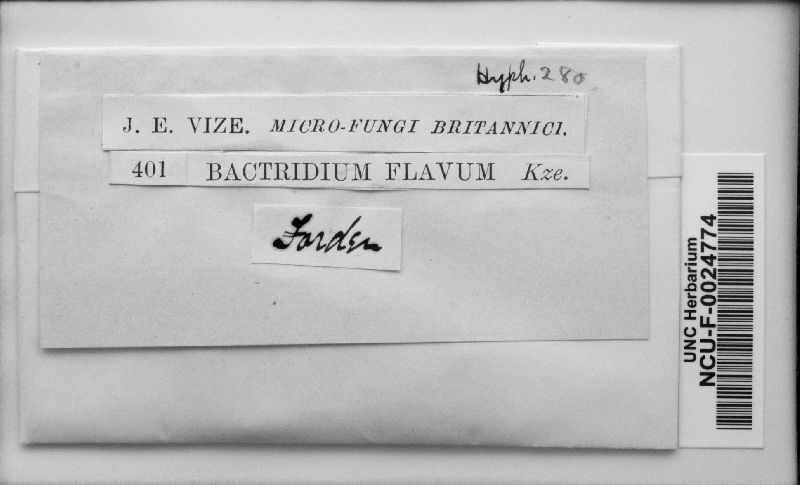 Hyph. 280
J. E. VIZE. MICRO-FUNGI BRITANNICI.
401 BACTRIDIUM FLAVUM Kze.
Forden
UNC Herbarium
NCU-F-0024774